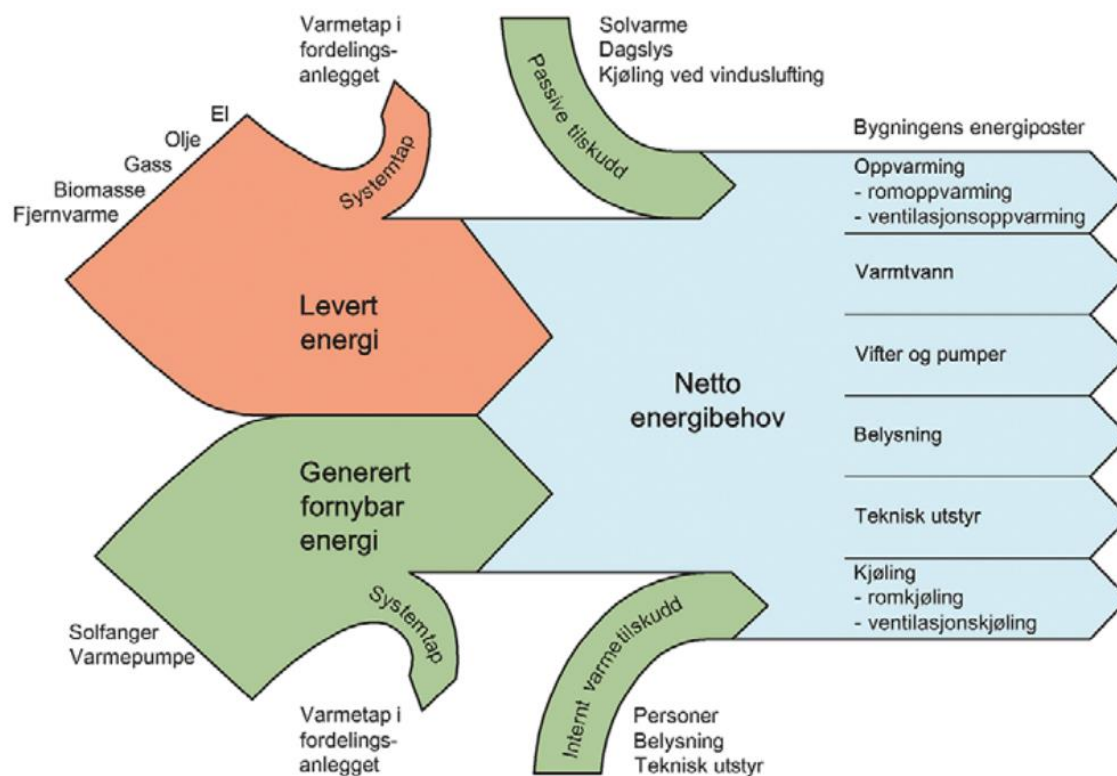 Varmetap i
fordelings-
anlegget
Solvarme
Dagslys
Kjøling ved vinduslufting
Passive tilskudd
El
Olje
Gass
Biomasse
Fjernvarme
Systemtap
Bygningens energiposter
Oppvarming
- romoppvarming
- ventilasjonsoppvarming
Levert
energi
Varmtvann
Vifter og pumper
Netto
energibehov
Belysning
Generert
fornybar
energi
Teknisk utstyr
Kjøling
- romkjøling
- ventilasjonskjøling
Systemtap
Solfanger
Varmepumpe
Internt varmetilskudd
Varmetap i
fordelings-
anlegget
Personer
Belysning
Teknisk utstyr